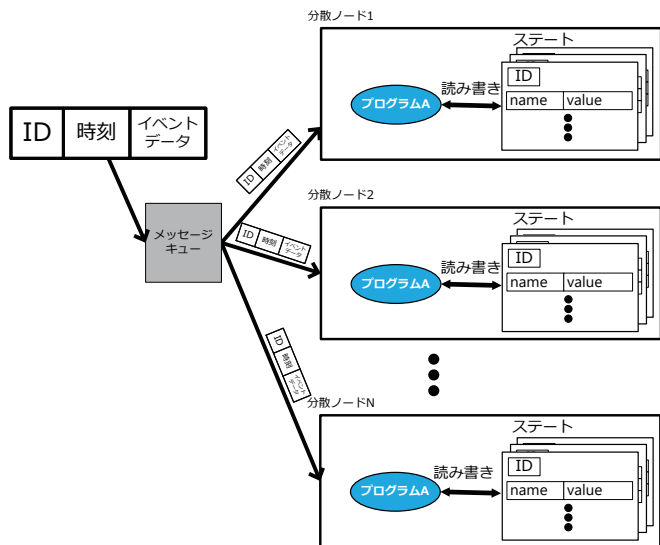 分散ノード1
ステート
ID
読み書き
name
value
プログラムA
ID
時刻
イベント
データ
ID
時刻
イベント
データ
メッセージ
キュー
分散ノード2
ステート
ID
時刻
イベント
データ
ID
読み書き
name
value
プログラムA
ID
時刻
イベント
データ
分散ノードN
ステート
ID
読み書き
name
value
プログラムA